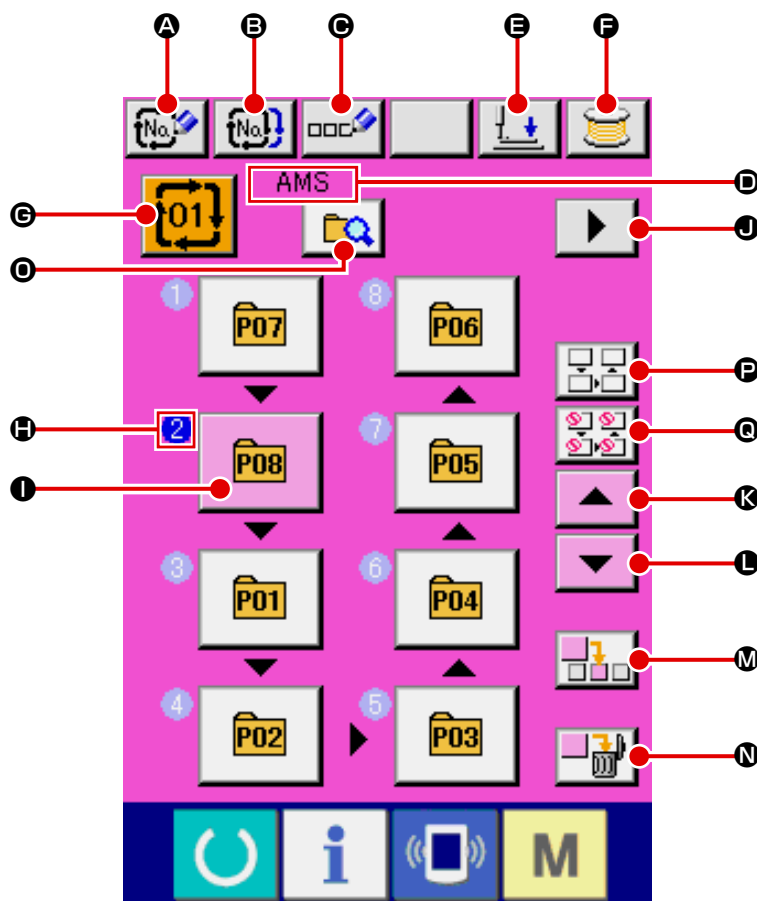 A B C E F
No. No.
AMS D
G 01 J
O
1 P07 8 P06
P
H 2 P08 7 P05 Q
I K
3 P01 6 P04 L
M
4 P02 5 P03 N
i M